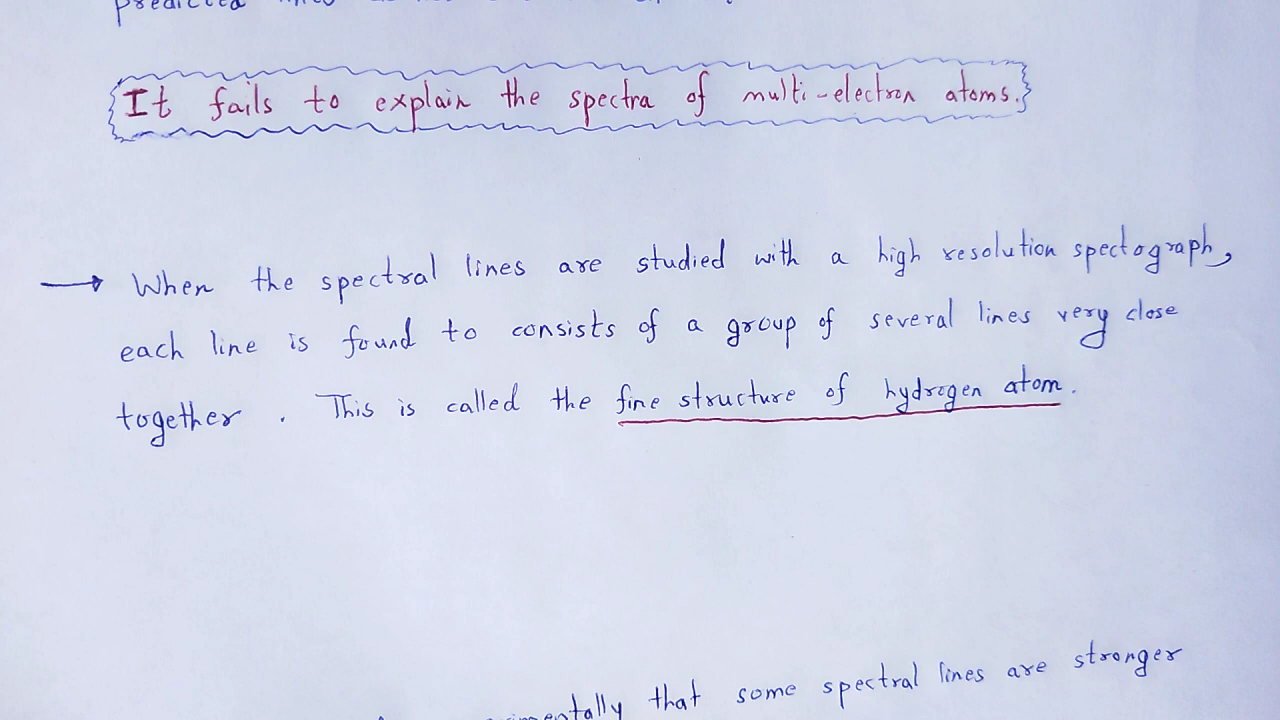 It fails to explain the spectra of multi-electron atoms.
→ When the spectral lines are studied with a high resolution spectograph,
each line is found to consists of a group of several lines very close
together. This is called the fine structure of hydrogen atom.
that some spectral lines are stronger